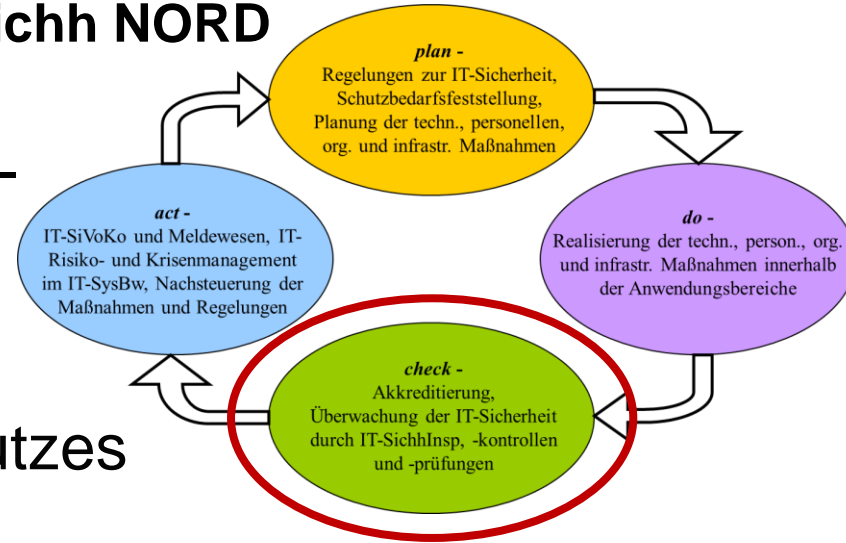 ichh NORD
plan -
Regelungen zur IT-Sicherheit,
Schutzbedarfsfeststellung,
Planung der techn., personellen,
org. und infrastr. Maßnahmen
do -
Realisierung der techn., person., org.
und infrastr. Maßnahmen innerhalb
der Anwendungsbereiche
check -
Akkreditierung,
Überwachung der IT-Sicherheit
durch IT-SichhInsp, -kontrollen
und -prüfungen
act -
IT-SiVoKo und Meldewesen, IT-
Risiko- und Krisenmanagement
im IT-SysBw, Nachsteuerung der
Maßnahmen und Regelungen
utzes